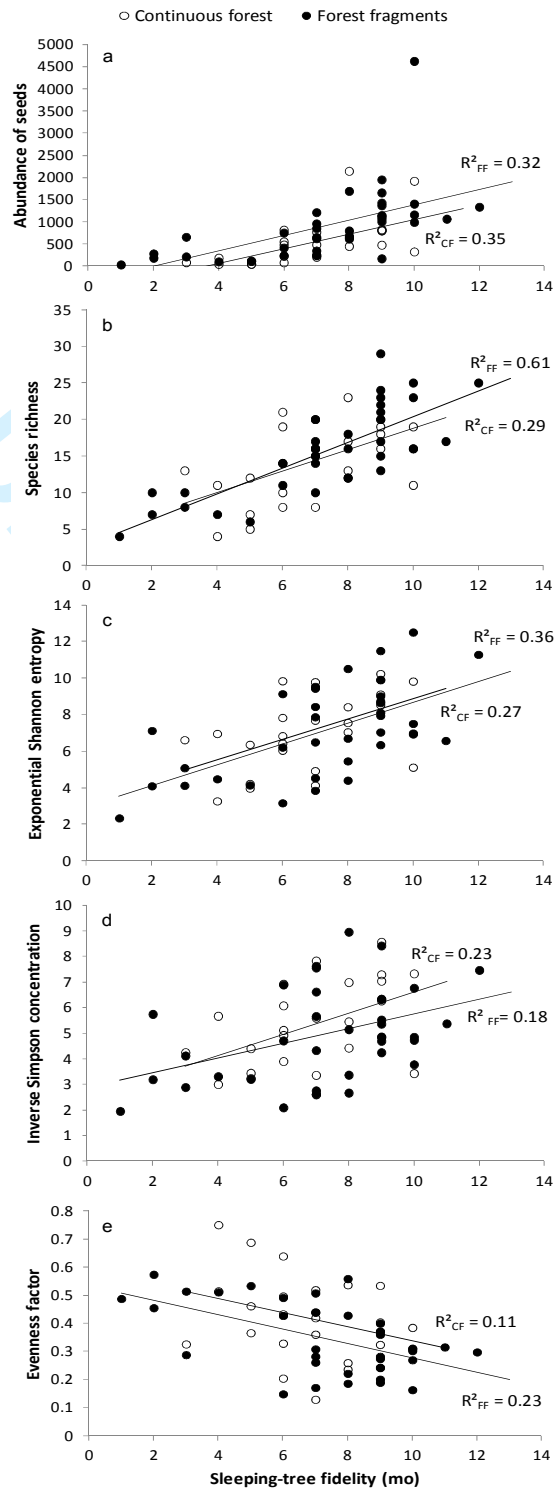 ○ Continuous forest ● Forest fragments
a
Abundance of seeds
5000
4500
4000
3500
3000
2500
2000
1500
1000
500
0
R²FF = 0.32
R²CF = 0.35
0 2 4 6 8 10 12 14
b
Species richness
35
30
25
20
15
10
5
0
R²FF = 0.61
R²CF = 0.29
0 2 4 6 8 10 12 14
c
Exponential Shannon entropy
14
12
10
8
6
4
2
0
R²FF = 0.36
R²CF = 0.27
0 2 4 6 8 10 12 14
d
Inverse Simpson concentration
10
9
8
7
6
5
4
3
2
1
0
R²CF = 0.23
R²FF = 0.18
0 2 4 6 8 10 12 14
e
Evenness factor
0.8
0.7
0.6
0.5
0.4
0.3
0.2
0.1
0
R²CF = 0.11
R²FF = 0.23
0 2 4 6 8 10 12 14
Sleeping-tree fidelity (mo)